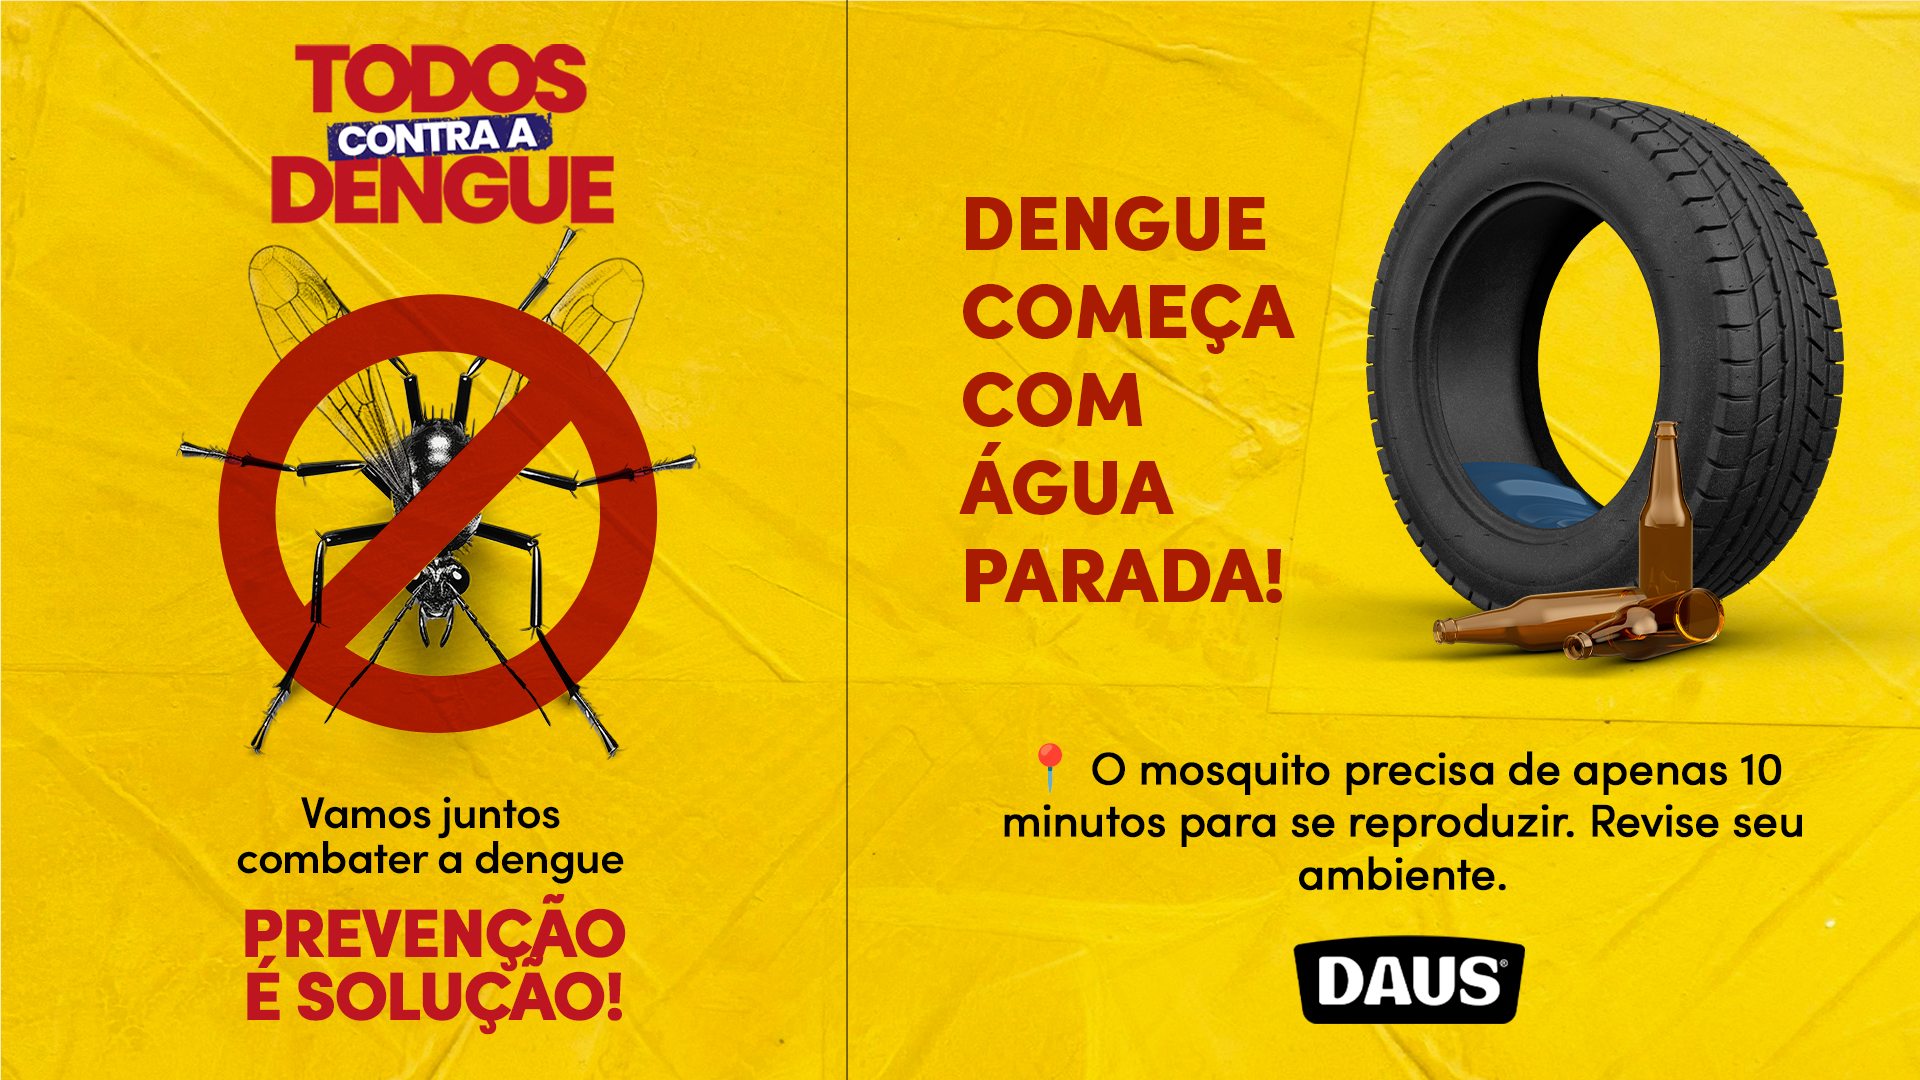 TODOS
CONTRA A
DENGUE
Vamos juntos
combater a dengue
PREVENÇÃO
É SOLUÇÃO!
DENGUE
COMEÇA
COM
ÁGUA
PARADA!
📍 O mosquito precisa de apenas 10
minutos para se reproduzir. Revise seu
ambiente.
DAUS®